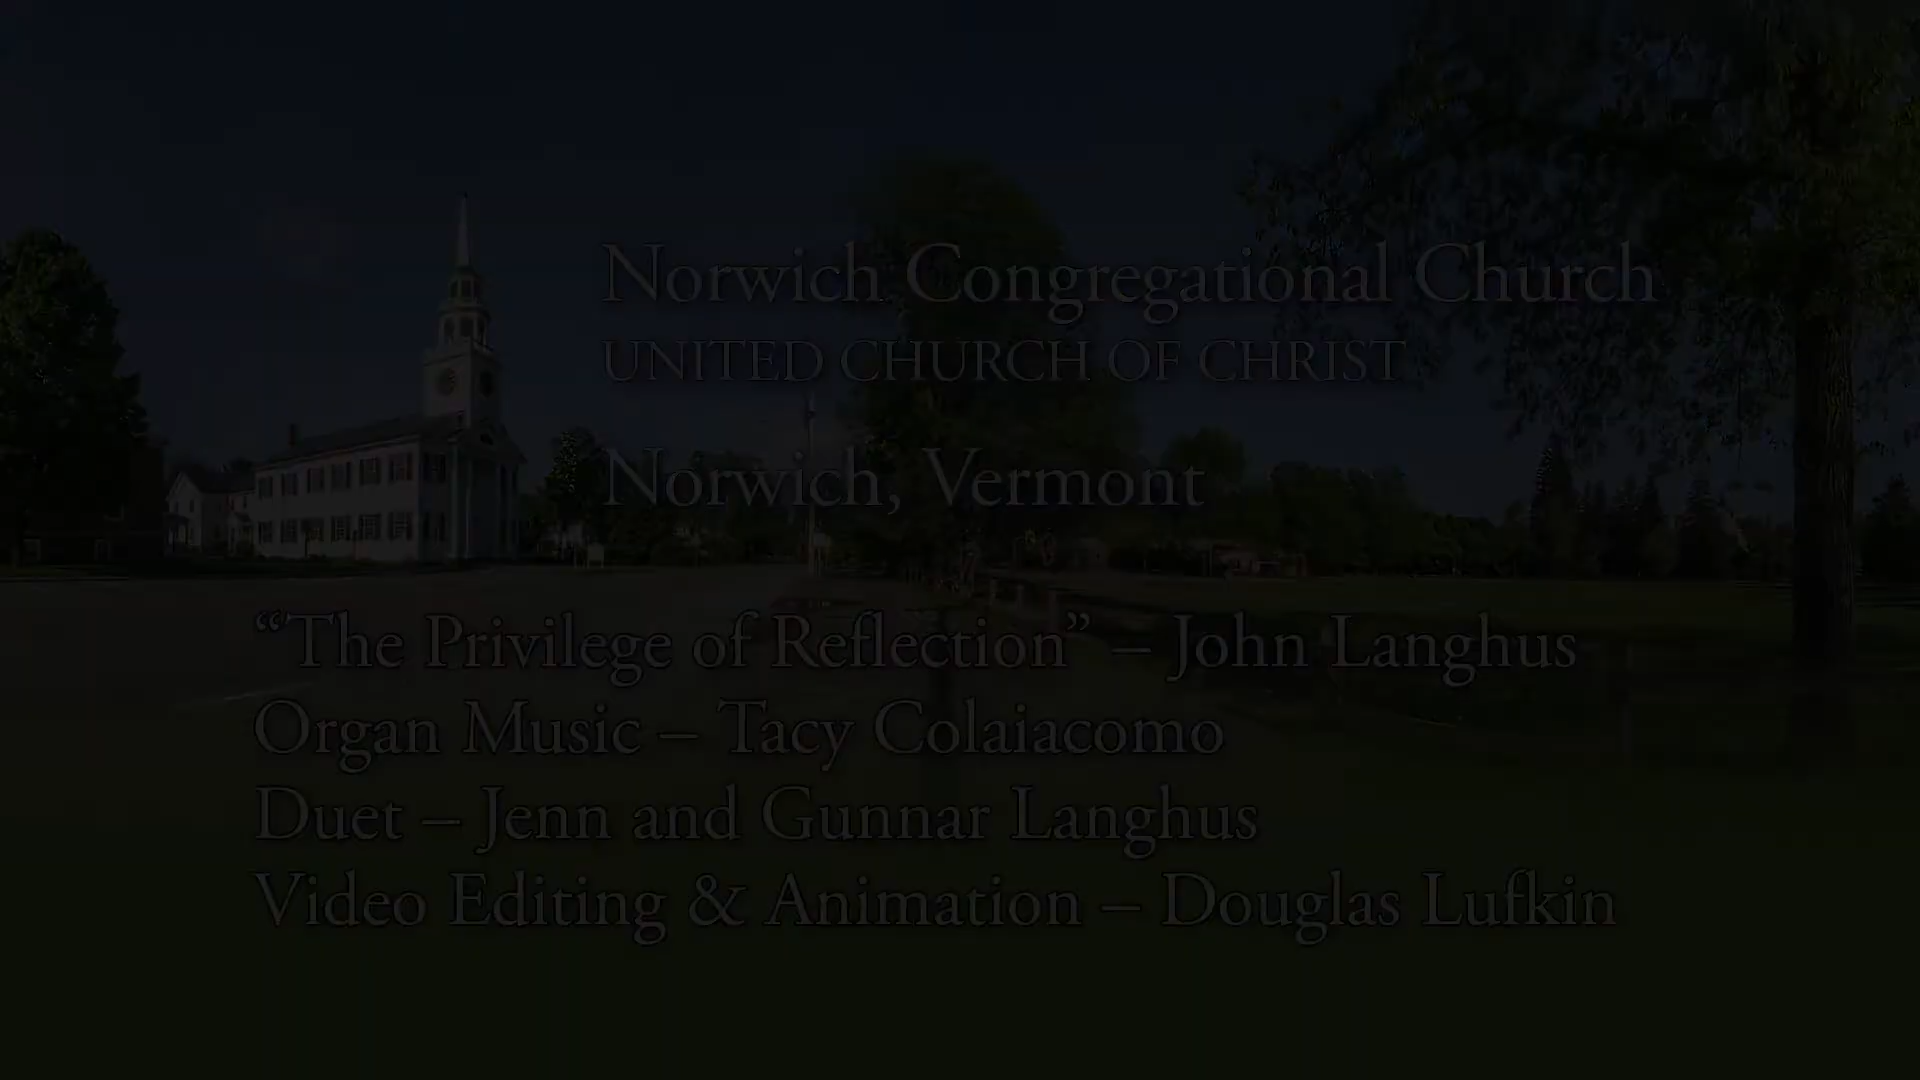 Norwich Congregational Church
UNITED CHURCH OF CHRIST
Norwich, Vermont
“The Privilege of Reflection” – John Langhus
Organ Music – Tacy Colaiacomo
Duet – Jenn and Gunnar Langhus
Video Editing & Animation – Douglas Lufkin